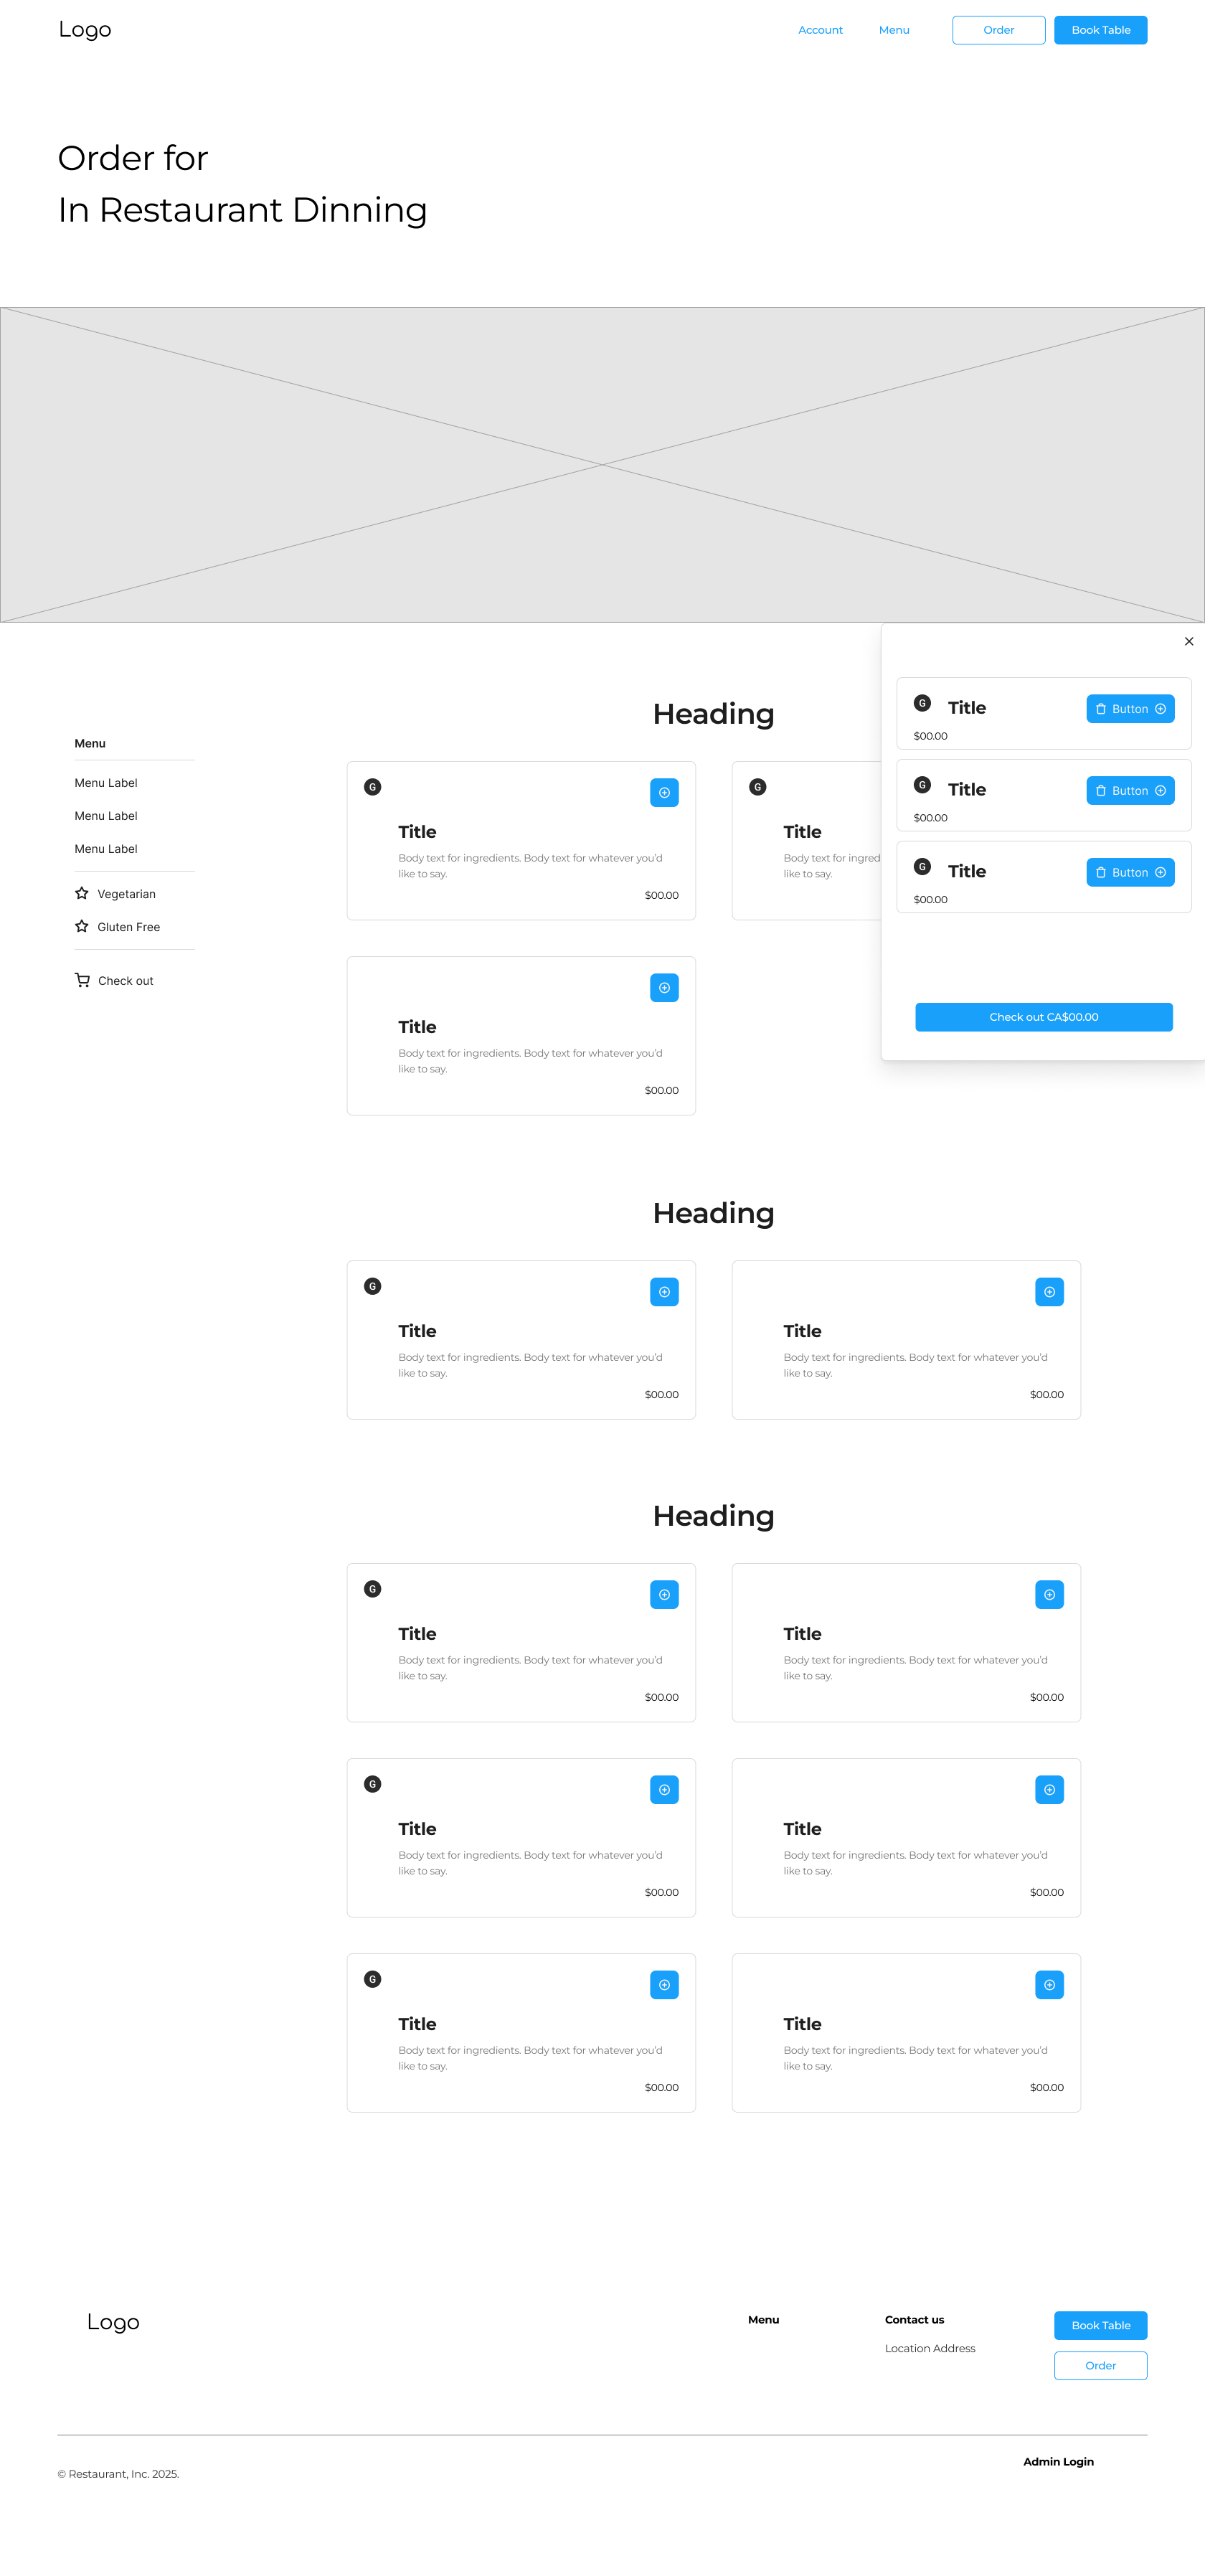 Logo
Account
Menu
Order
Book Table
Order for
In Restaurant Dinning
Menu
Menu Label
Menu Label
Menu Label
Vegetarian
Gluten Free
Check out
Heading
G
Title
Body text for ingredients. Body text for whatever you'd
like to say.
$00.00
G
Title
Body text for ingred
like to say.
Title
Body text for ingredients. Body text for whatever you'd
like to say.
$00.00
G
Title
Button
$00.00
G
Title
Button
$00.00
G
Title
Button
$00.00
Check out CA$00.00
Heading
G
Title
Body text for ingredients. Body text for whatever you'd
like to say.
$00.00
Title
Body text for ingredients. Body text for whatever you'd
like to say.
$00.00
Heading
G
Title
Body text for ingredients. Body text for whatever you'd
like to say.
$00.00
Title
Body text for ingredients. Body text for whatever you'd
like to say.
$00.00
G
Title
Body text for ingredients. Body text for whatever you'd
like to say.
$00.00
Title
Body text for ingredients. Body text for whatever you'd
like to say.
$00.00
G
Title
Body text for ingredients. Body text for whatever you'd
like to say.
$00.00
Title
Body text for ingredients. Body text for whatever you'd
like to say.
$00.00
Logo
Menu
Contact us
Location Address
Book Table
Order
Admin Login
© Restaurant, Inc. 2025.